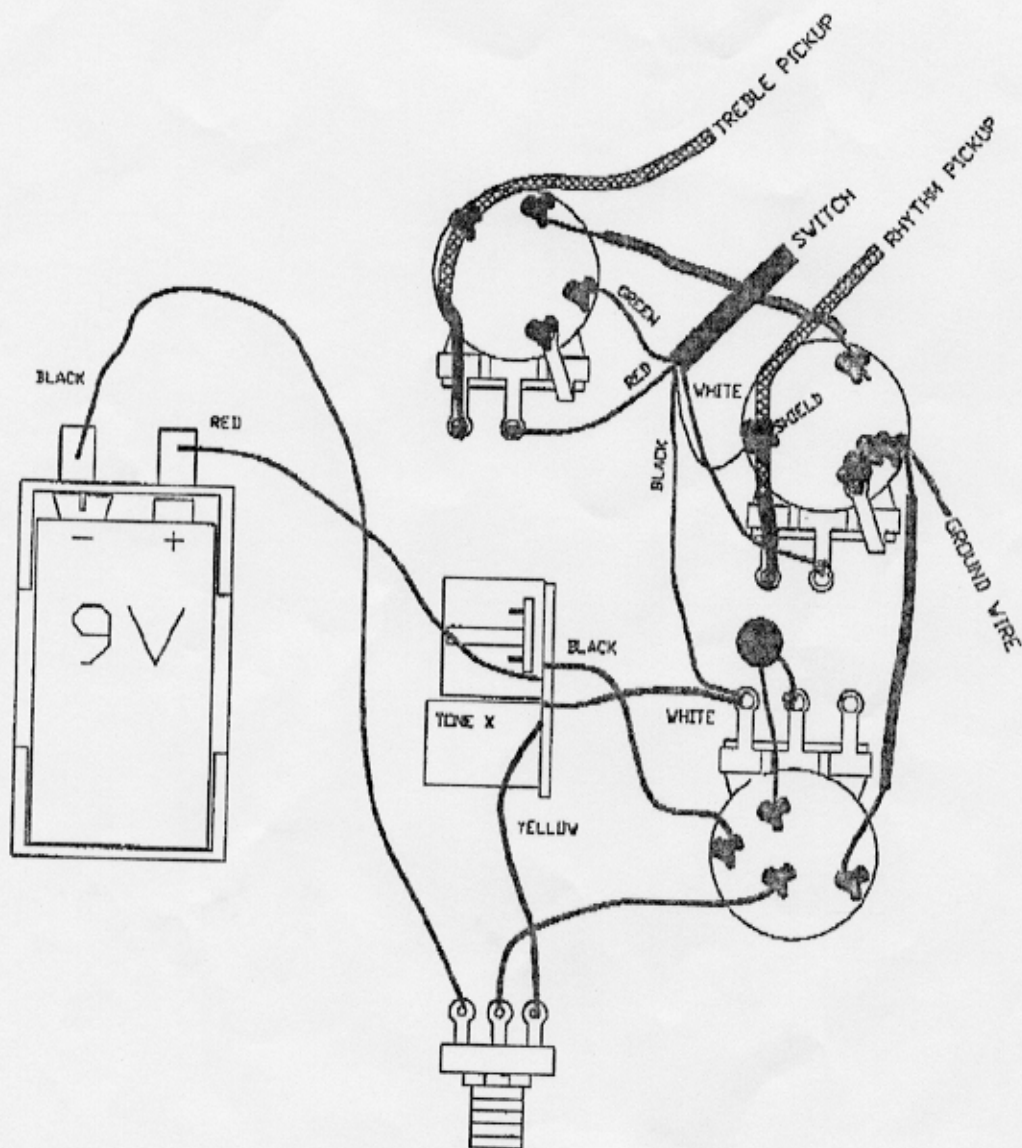 TREBLE PICKUP
RHYTHM PICKUP
SWITCH
GREEN
RED
WHITE
SHIELD
BLACK
BLACK
RED
- +
9V
GROUND WIRE
BLACK
TONE X
WHITE
YELLOW